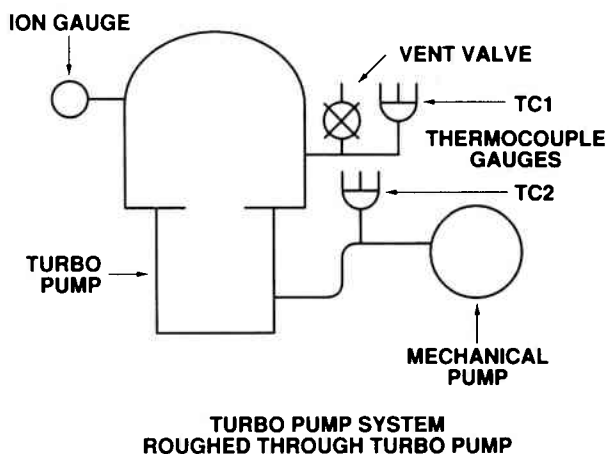 ION GAUGE
VENT VALVE
TC1
THERMOCOUPLE
GAUGES
TC2
TURBO
PUMP
MECHANICAL
PUMP
TURBO PUMP SYSTEM
ROUGHED THROUGH TURBO PUMP